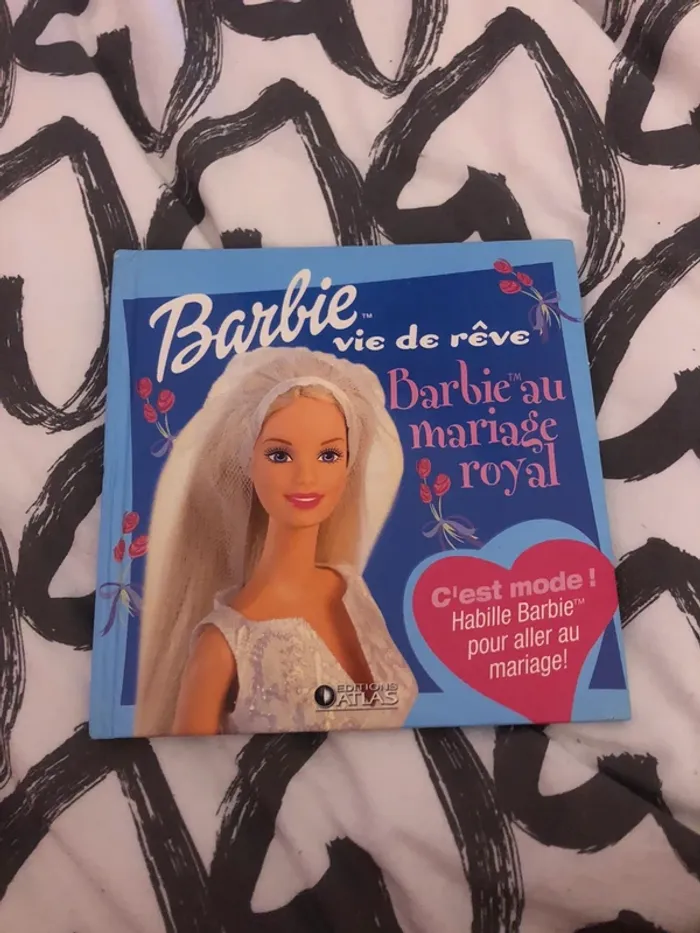 Barbie™
vie de rêve
Barbie™ au
mariage
royal
C'est mode !
Habille Barbie™
pour aller au
mariage!
EDITIONS
ATLAS